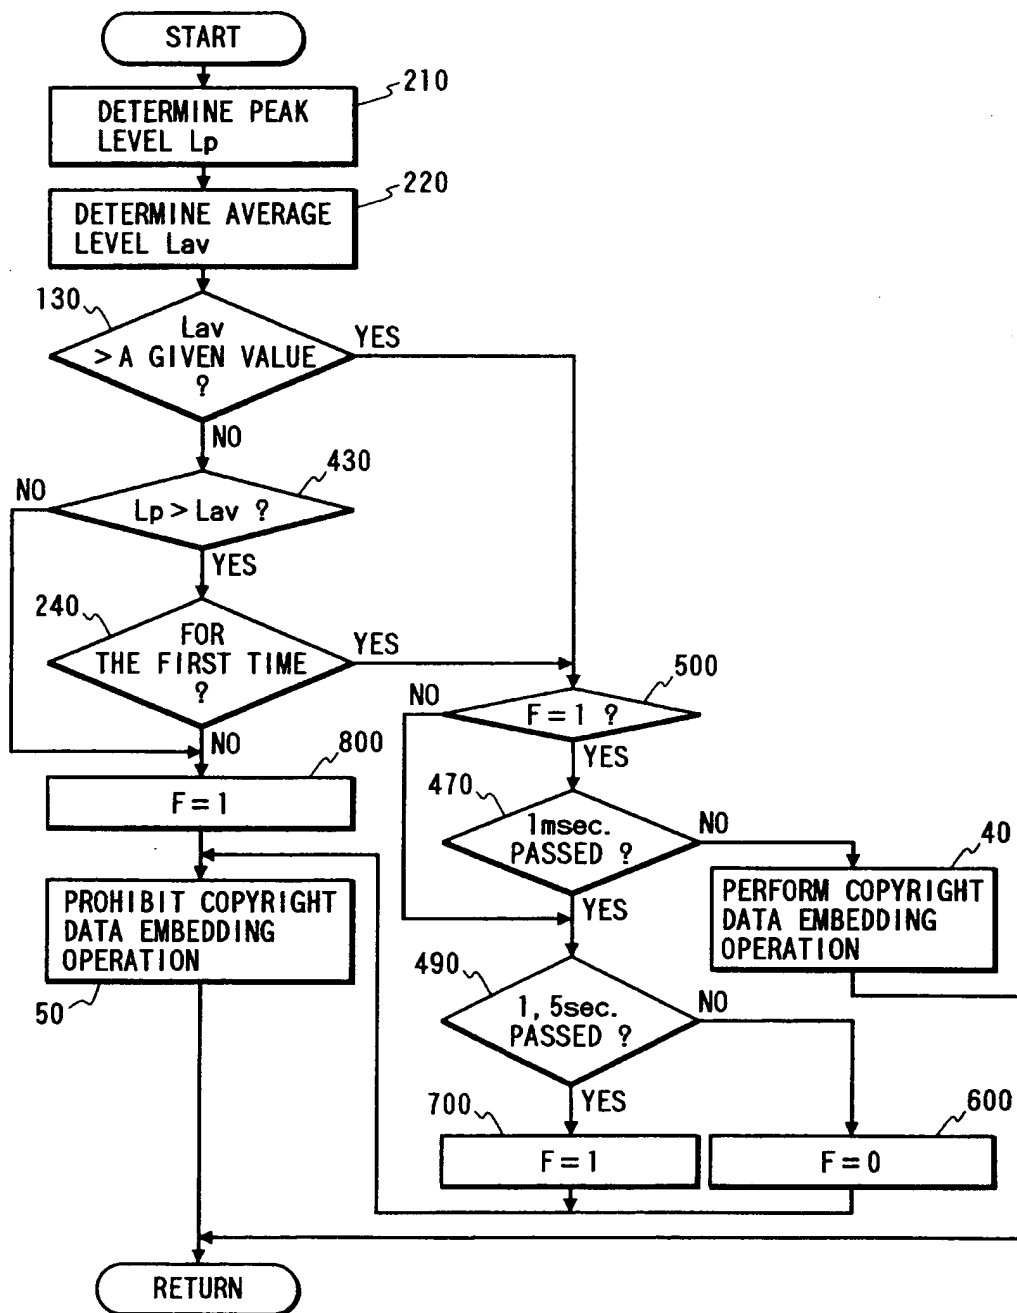 START
210
DETERMINE PEAK
LEVEL Lp
220
DETERMINE AVERAGE
LEVEL Lav
130
Lav
> A GIVEN VALUE
?
YES
NO
430
NO
Lp > Lav ?
YES
240
FOR
THE FIRST TIME
?
YES
NO
500
NO
F = 1 ?
YES
800
F = 1
470
1msec.
PASSED ?
NO
YES
40
PERFORM COPYRIGHT
DATA EMBEDDING
OPERATION
PROHIBIT COPYRIGHT
DATA EMBEDDING
OPERATION
50
490
1,5sec.
PASSED ?
NO
YES
700
F = 1
600
F = 0
RETURN